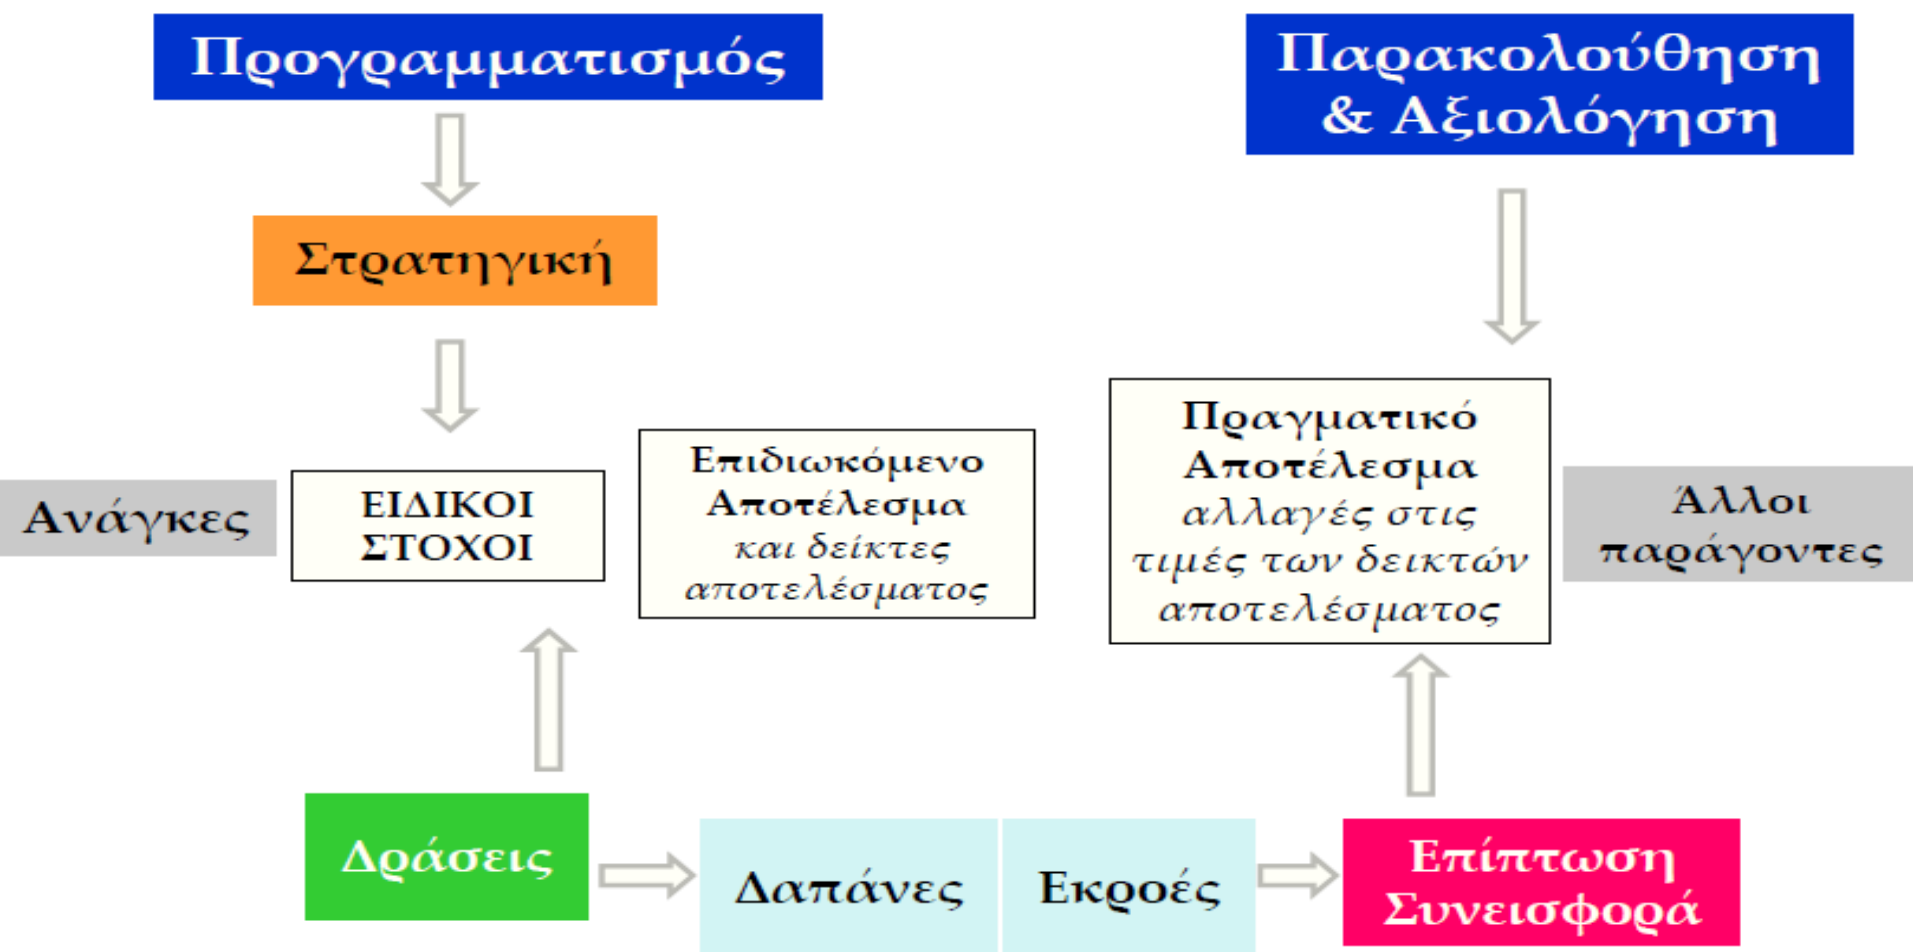 Προγραμματισμός
Παρακολούθηση
& Αξιολόγηση
Στρατηγική
Ανάγκες
ΕΙΔΙΚΟΙ
ΣΤΟΧΟΙ
Επιδιωκόμενο
Αποτέλεσμα
και δείκτες
αποτελέσματος
Πραγματικό
Αποτέλεσμα
αλλαγές στις
τιμές των δεικτών
αποτελέσματος
Άλλοι
παράγοντες
Δράσεις
Δαπάνες
Εκροές
Επίπτωση
Συνεισφορά